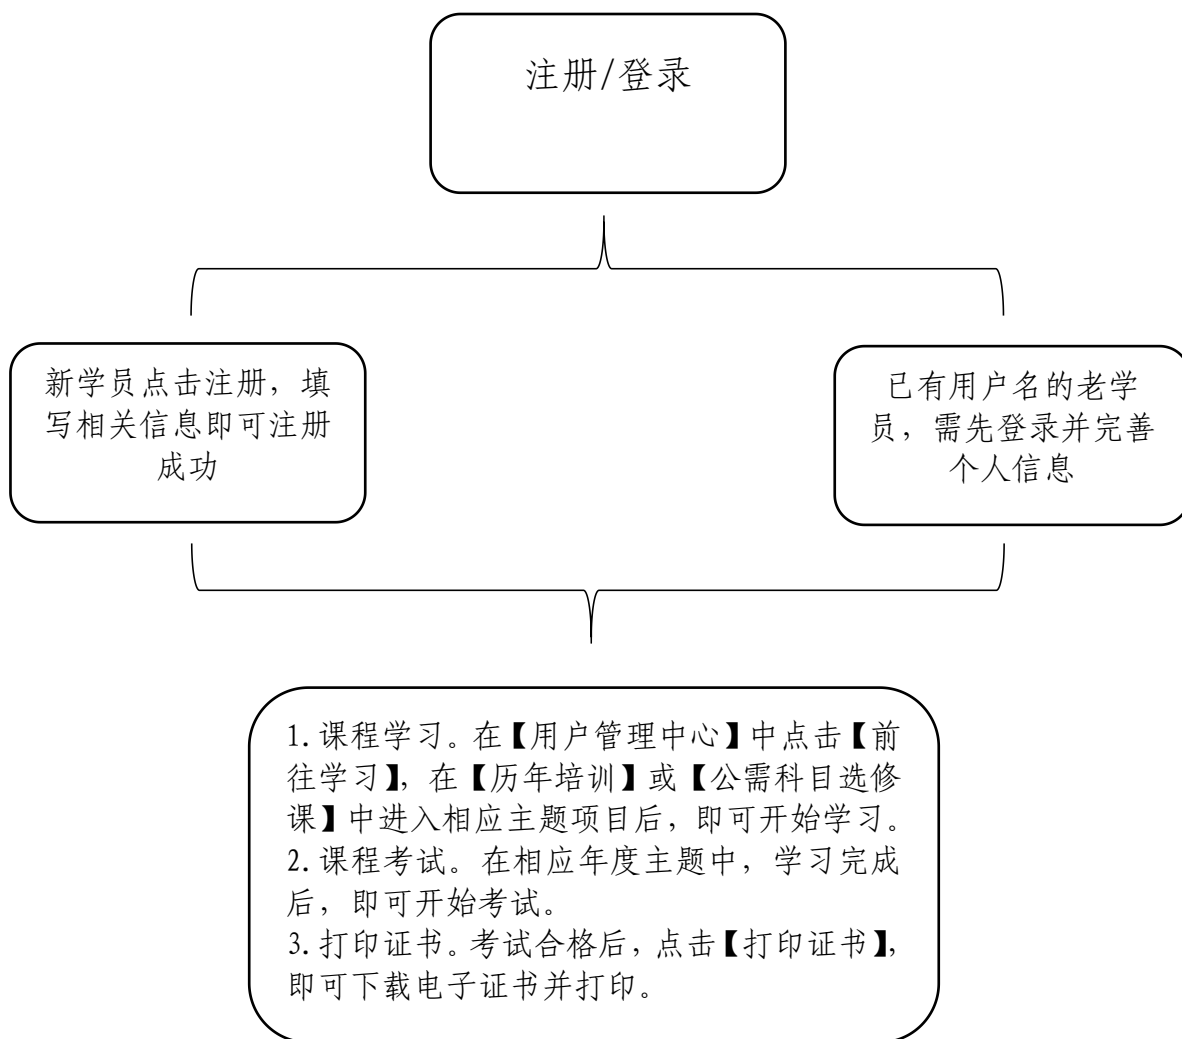 注册/登录
新学员点击注册，填
写相关信息即可注册
成功
已有用户名的老学
员，需先登录并完善
个人信息
1.课程学习。在【用户管理中心】中点击【前
往学习】，在【历年培训】或【公需科目选修
课】中进入相应主题项目后，即可开始学习。
2.课程考试。在相应年度主题中，学习完成
后，即可开始考试。
3.打印证书。考试合格后，点击【打印证书】，
即可下载电子证书并打印。